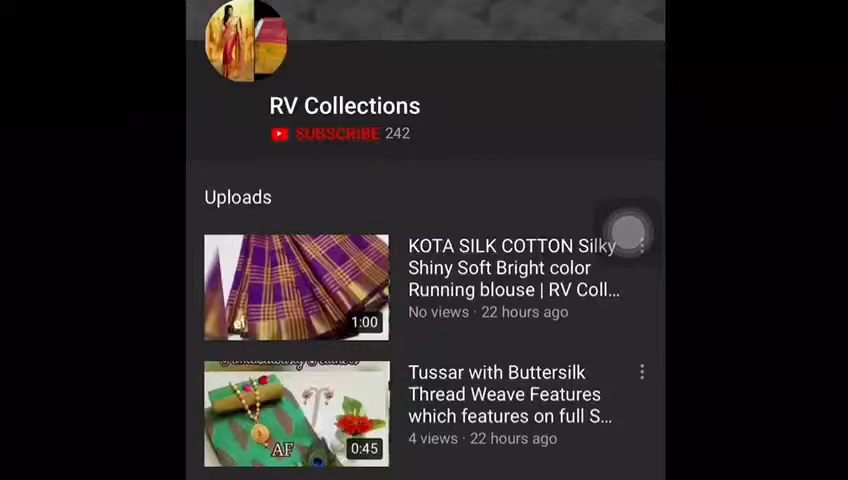 RV Collections
SUBSCRIBE 242
Uploads
KOTA SILK COTTON Silky
Shiny Soft Bright color
Running blouse | RV Coll...
No views · 22 hours ago
1:00
Tussar with Buttersilk
Thread Weave Features
which features on full S...
4 views · 22 hours ago
AF
0:45